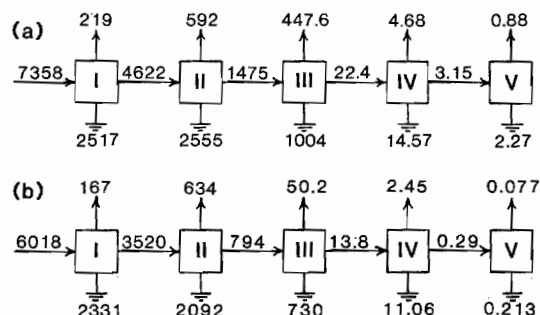 (a) 219 592 447.6 4.68 0.88
7358 I 4622 II 1475 III 22.4 IV 3.15 V
2517 2555 1004 14.57 2.27
(b) 167 634 50.2 2.45 0.077
6018 I 3520 II 794 III 13.8 IV 0.29 V
2331 2092 730 11.06 0.213